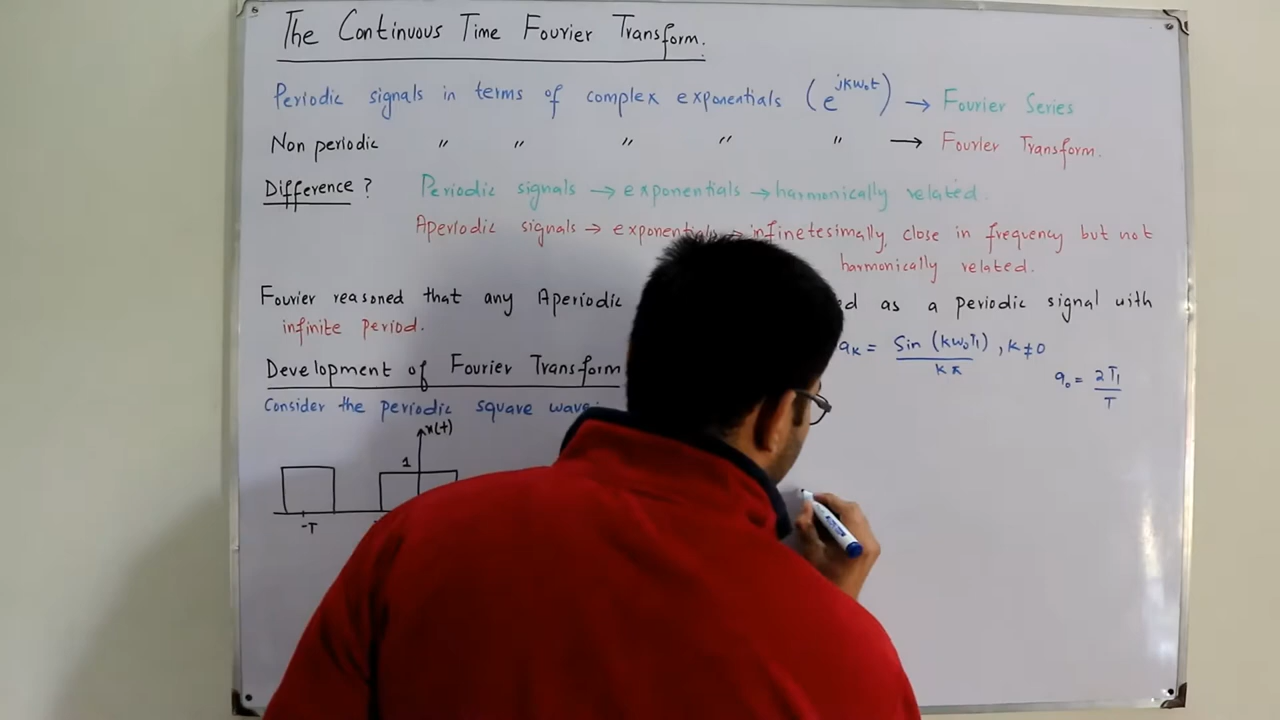 The Continuous Time Fourier Transform.
Periodic signals in terms of complex exponentials (e^jkω₀t) → Fourier Series
Non periodic " " " " " → Fourier Transform.
Difference ? Periodic signals → exponentials → harmonically related.
Aperiodic signals → exponentials → infinetesimally close in frequency but not
harmonically related.
Fourier reasoned that any Aperiodic as a periodic signal with
infinite period.
aₖ = Sin (kω₀T₁) / kπ , k ≠ 0
Development of Fourier Transform
a₀ = 2T₁ / T
Consider the periodic square wave
x(t)
1
-T